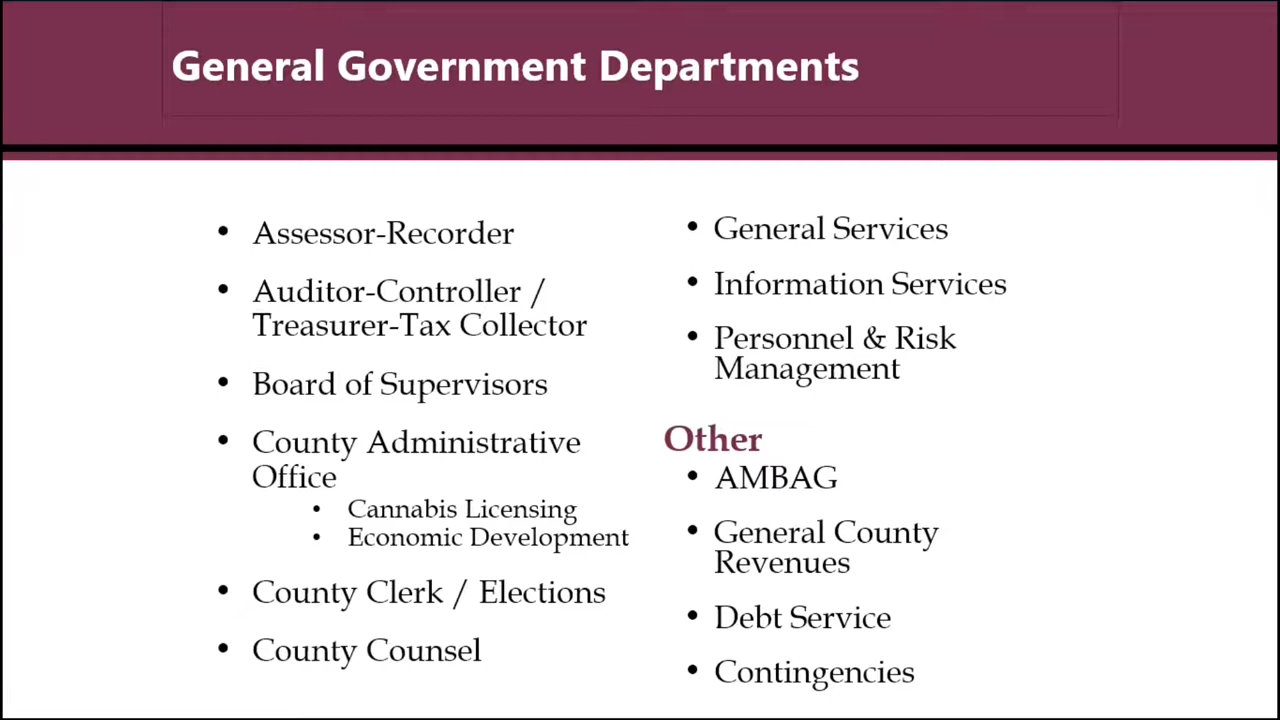 General Government Departments
• Assessor-Recorder
• Auditor-Controller /
Treasurer-Tax Collector
• Board of Supervisors
• County Administrative
Office
• Cannabis Licensing
• Economic Development
• County Clerk / Elections
• County Counsel
• General Services
• Information Services
• Personnel & Risk
Management
Other
• AMBAG
• General County
Revenues
• Debt Service
• Contingencies